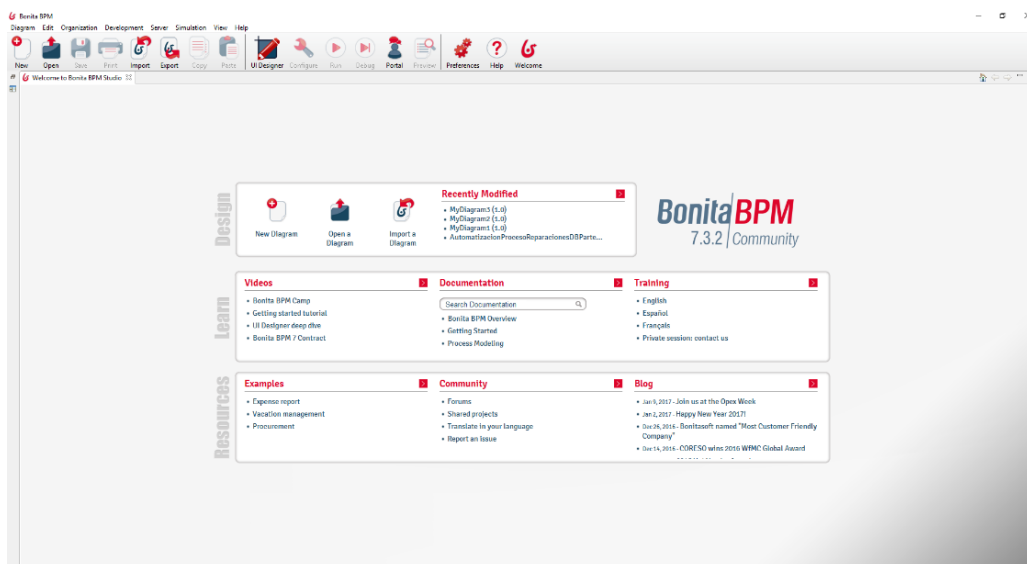 Bonita BPM
Diagram Edit Organization Development Server Simulation View Help
New Open Save Print Import Export Copy Paste UI Designer Configure Run Debug Portal Preview Preferences Help Welcome
Welcome to Bonita BPM Studio
Design
New Diagram
Open a Diagram
Import a Diagram
Recently Modified
• MyDiagram3 (1.0)
• MyDiagram2 (1.0)
• MyDiagram1 (1.0)
• AutomatizacionProcesoReparacionesDBParte...
BonitaBPM
7.3.2 Community
Learn
Videos
• Bonita BPM Camp
• Getting started tutorial
• UI Designer deep dive
• Bonita BPM 7 Contract
Documentation
Search Documentation
• Bonita BPM Overview
• Getting Started
• Process Modeling
Training
• English
• Español
• Français
• Private session: contact us
Resources
Examples
• Expense report
• Vacation management
• Procurement
Community
• Forums
• Shared projects
• Translate in your language
• Report an issue
Blog
• Jan 9, 2017 - Join us at the Opex Week
• Jan 2, 2017 - Happy New Year 2017!
• Dec 26, 2016 - Bonitasoft named "Most Customer Friendly
Company"
• Dec 14, 2016 - CORESO wins 2016 WfMC Global Award